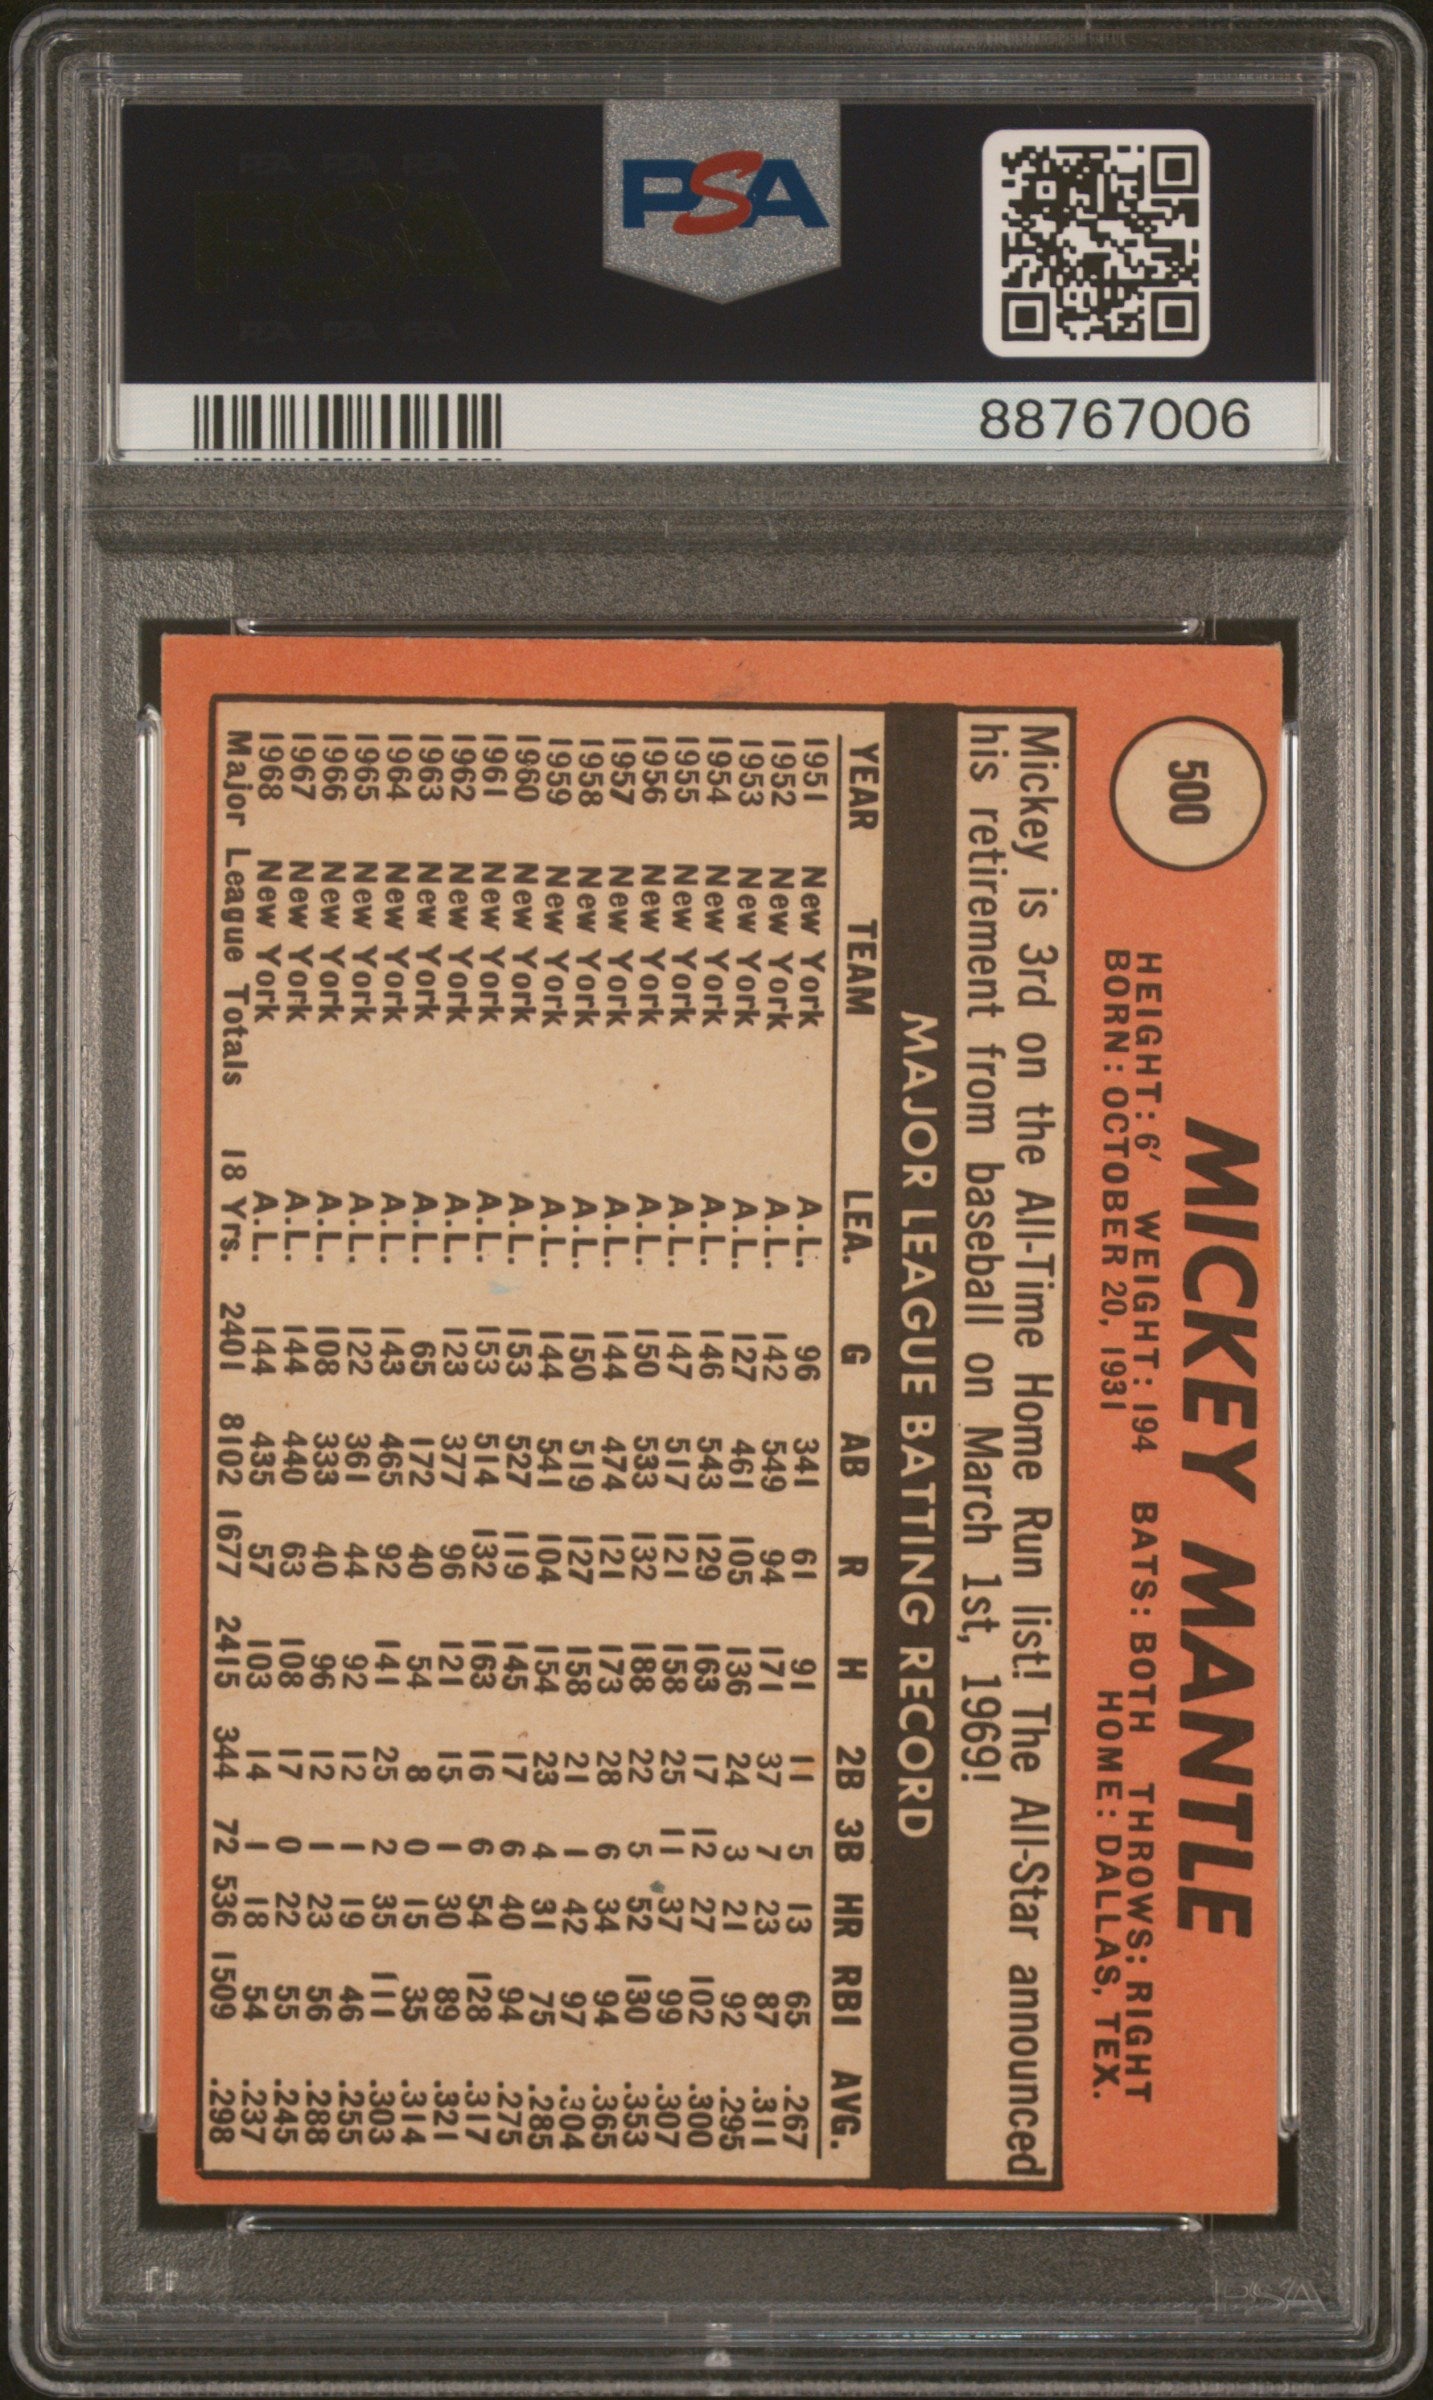 PSA
88767006
500
MICKEY MANTLE
HEIGHT: 6' WEIGHT: 194 BATS: BOTH THROWS: RIGHT
BORN: OCTOBER 20, 1931 HOME: DALLAS, TEX.
Mickey is 3rd on the All-Time Home Run list! The All-Star announced
his retirement from baseball on March 1st, 1969!
MAJOR LEAGUE BATTING RECORD
YEAR TEAM LEA. G AB R H 2B 3B HR RBI AVG.
1951 New York A.L. 96 341 61 91 11 5 13 65 .267
1952 New York A.L. 142 549 94 171 37 7 23 87 .311
1953 New York A.L. 127 461 105 136 24 3 21 92 .295
1954 New York A.L. 146 543 129 163 17 12 27 102 .300
1955 New York A.L. 147 517 121 158 25 11 37 99 .307
1956 New York A.L. 150 533 132 188 22 5 52 130 .353
1957 New York A.L. 144 474 121 173 28 6 34 94 .365
1958 New York A.L. 150 519 127 158 21 1 42 97 .304
1959 New York A.L. 144 541 104 154 23 4 31 75 .285
1960 New York A.L. 153 527 119 145 17 6 40 94 .275
1961 New York A.L. 153 514 132 163 16 6 54 128 .317
1962 New York A.L. 123 377 96 121 15 1 30 89 .321
1963 New York A.L. 65 172 40 54 8 0 15 35 .314
1964 New York A.L. 143 465 92 141 25 2 35 111 .303
1965 New York A.L. 122 361 44 92 12 1 19 46 .255
1966 New York A.L. 108 333 40 96 12 1 23 56 .288
1967 New York A.L. 144 440 63 108 17 0 22 55 .245
1968 New York A.L. 144 435 57 103 14 1 18 54 .237
Major League Totals 18 Yrs. 2401 8102 1677 2415 344 72 536 1509 .298
PSA